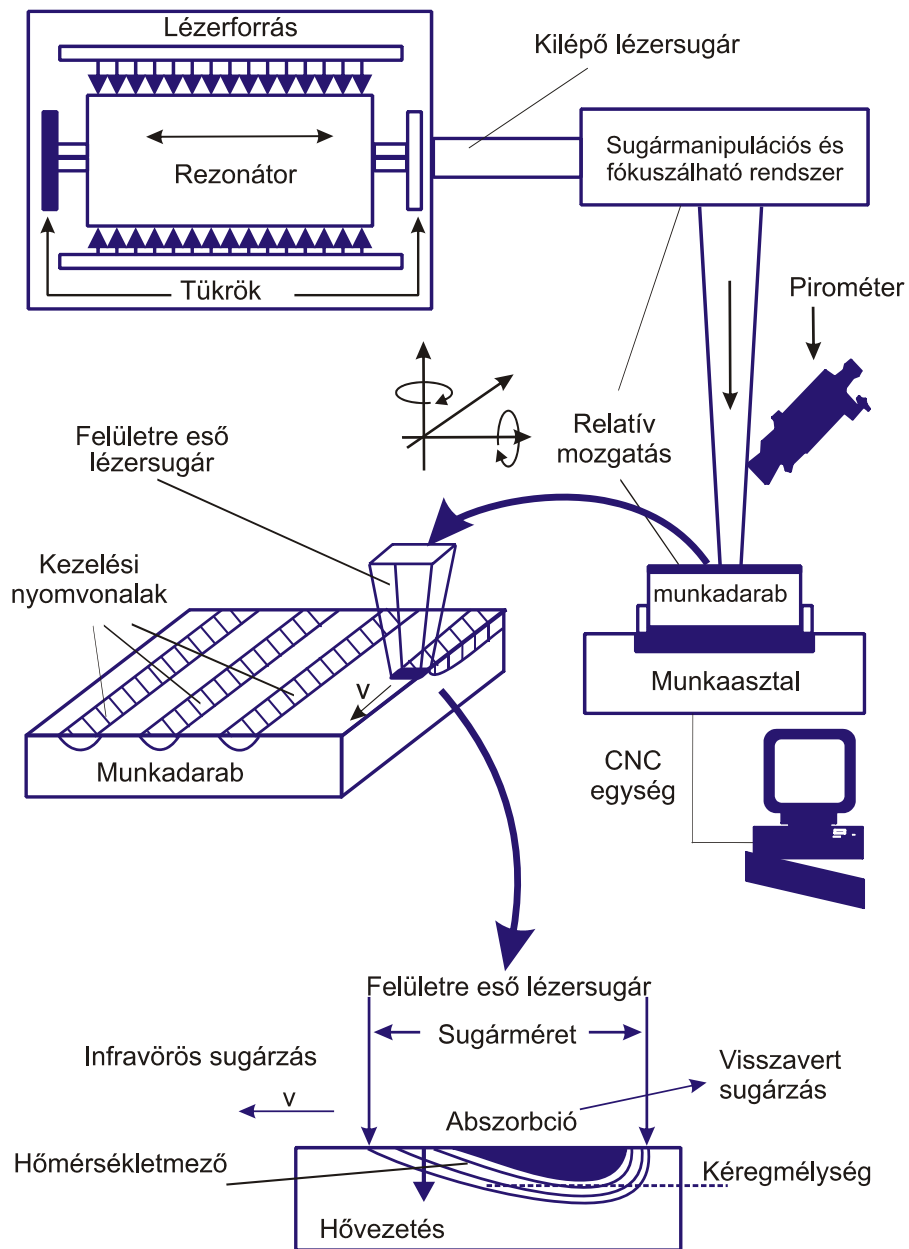 Lézerforrás
Kilépő lézersugár
Rezonátor
Sugármanipulációs és
fókuszálható rendszer
Tükrök
Pirométer
Relatív
mozgatás
Felületre eső
lézersugár
Kezelési
nyomvonalak
munkadarab
v
Munkaasztal
Munkadarab
CNC
egység
Felületre eső lézersugár
Sugárméret
Infravörös sugárzás
v
Visszavert
sugárzás
Abszorbció
Hőmérsékletmező
Kéregmélység
Hővezetés